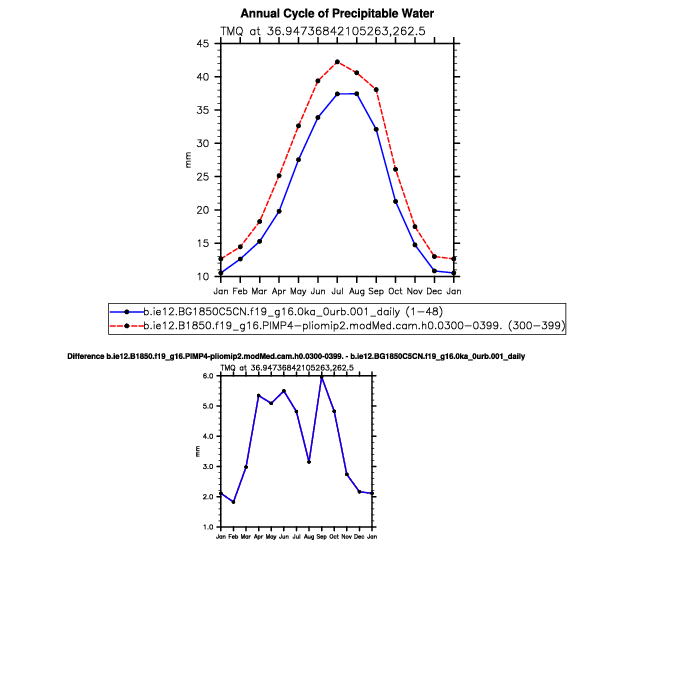 Annual Cycle of Precipitable Water
TMQ at 36.94736842105263,262.5
45
40
35
30
25
20
15
10
mm
Jan Feb Mar Apr May Jun Jul Aug Sep Oct Nov Dec Jan
b.ie12.BG1850C5CN.f19_g16.0ka_0urb.001_daily (1-48)
b.ie12.B1850.f19_g16.PIMP4-pliomip2.modMed.cam.h0.0300-0399. (300-399)
Difference b.ie12.B1850.f19_g16.PIMP4-pliomip2.modMed.cam.h0.0300-0399. - b.ie12.BG1850C5CN.f19_g16.0ka_0urb.001_daily
TMQ at 36.94736842105263,262.5
6.0
5.0
4.0
3.0
2.0
1.0
mm
Jan Feb Mar Apr May Jun Jul Aug Sep Oct Nov Dec Jan